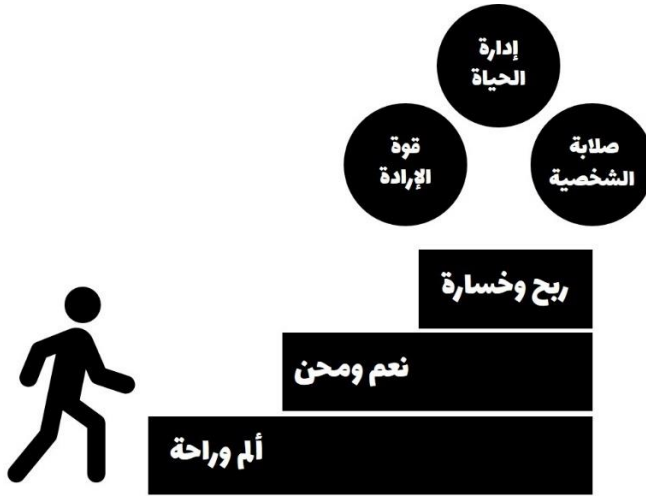 إدارة
الحياة
صلابة
الشخصية
قوة
الإرادة
ربح وخسارة
نعم ومحن
ألم وراحة